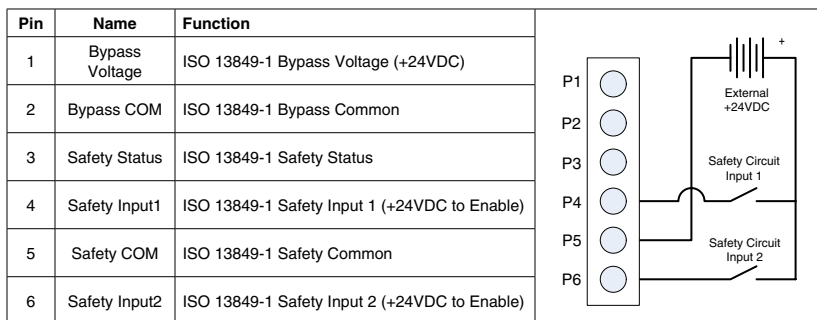 Pin Name Function
1 Bypass Voltage ISO 13849-1 Bypass Voltage (+24VDC)
2 Bypass COM ISO 13849-1 Bypass Common
3 Safety Status ISO 13849-1 Safety Status
4 Safety Input1 ISO 13849-1 Safety Input 1 (+24VDC to Enable)
5 Safety COM ISO 13849-1 Safety Common
6 Safety Input2 ISO 13849-1 Safety Input 2 (+24VDC to Enable)
P1
P2
P3
P4
P5
P6
+
External
+24VDC
Safety Circuit
Input 1
Safety Circuit
Input 2